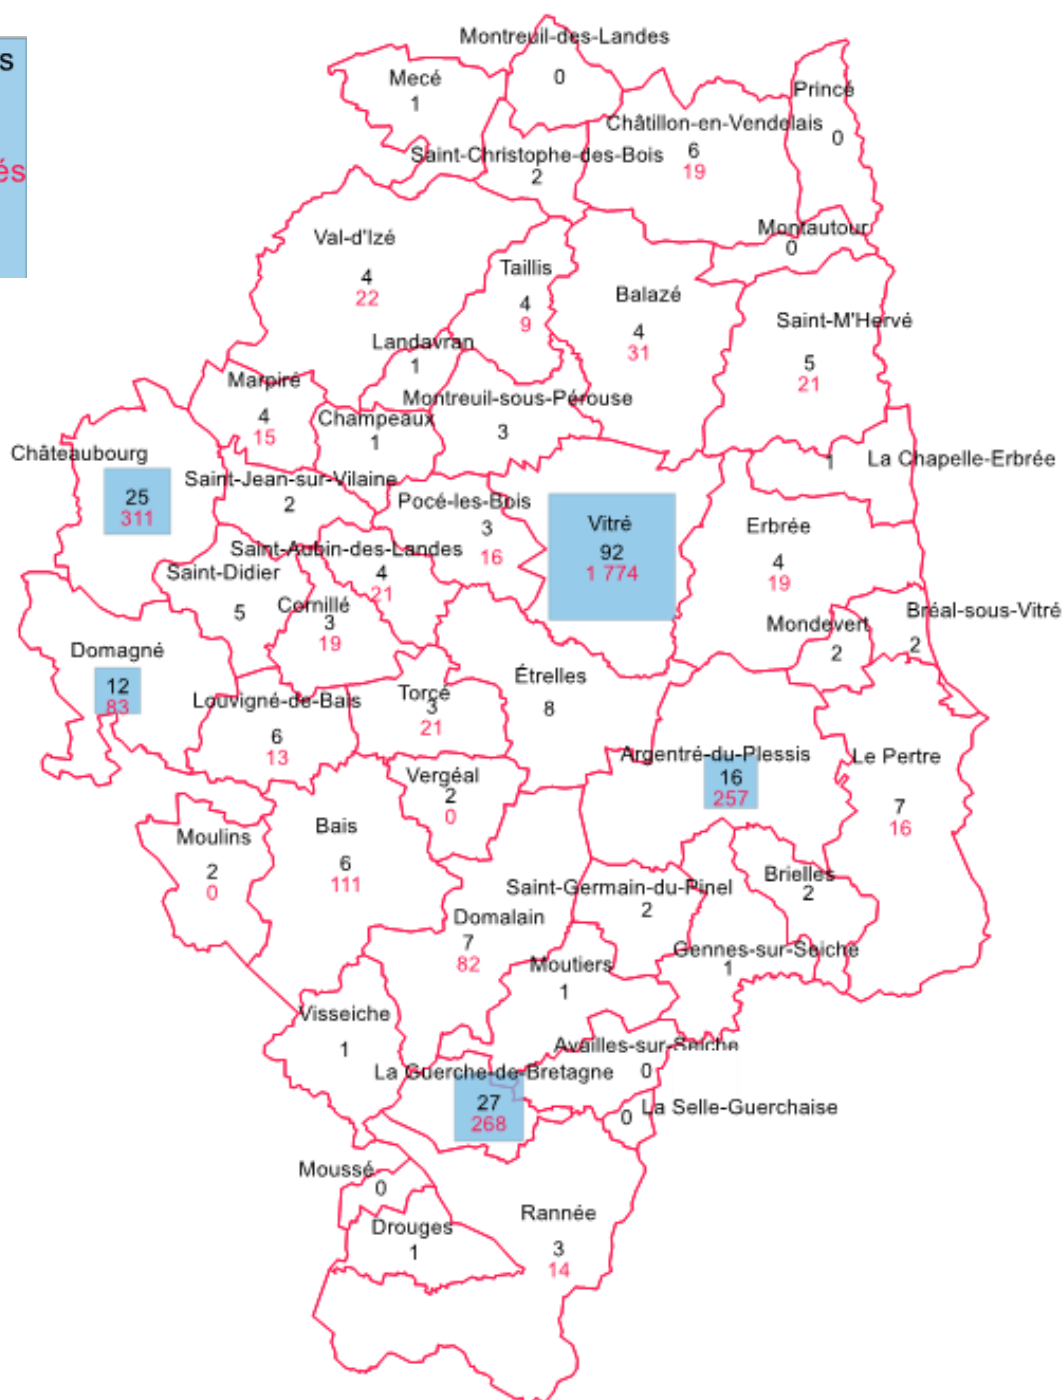 s
és
Montreuil-des-Landes
0
Mecé
1
Princé
0
Châtillon-en-Vendelais
6
19
Saint-Christophe-des-Bois
2
Montautour
0
Val-d'Izé
4
22
Taillis
4
9
Balazé
4
31
Saint-M'Hervé
5
21
Landavran
1
Marpiré
4
15
Montreuil-sous-Pérouse
3
Champeaux
1
Châteaubourg
25
311
La Chapelle-Erbrée
1
Saint-Jean-sur-Vilaine
2
Pocé-les-Bois
3
16
Vitré
92
1 774
Erbrée
4
19
Saint-Aubin-des-Landes
4
21
Saint-Didier
5
Cornillé
3
19
Bréal-sous-Vitré
2
Mondevert
2
Domagné
12
83
Étrelles
8
Louvigné-de-Bais
6
13
Torcé
3
21
Argentré-du-Plessis
16
257
Le Pertre
7
16
Vergéal
2
0
Bais
6
111
Moulins
2
0
Brielles
2
Saint-Germain-du-Pinel
2
Domalain
7
82
Gennes-sur-Seiche
1
Moutiers
1
Visseiche
1
Availles-sur-Seiche
0
La Guerche-de-Bretagne
27
268
La Selle-Guerchaise
0
Moussé
0
Rannée
3
14
Drouges
1